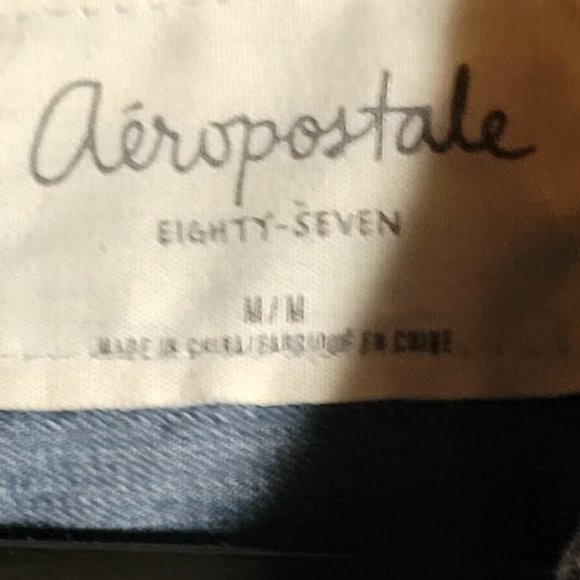 aéropostale
EIGHTY-SEVEN
M/M
MADE IN CHINA/FABRIQUÉ EN CHINE